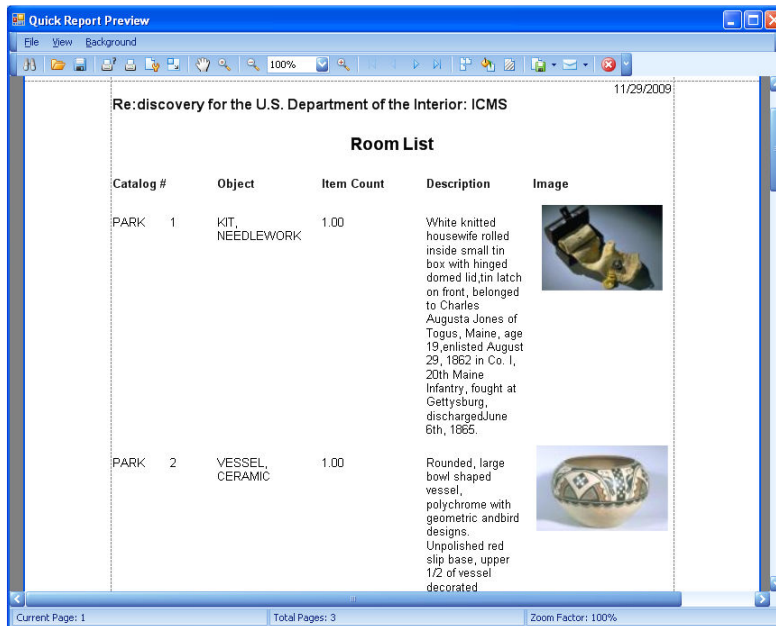 Quick Report Preview
File View Background
100%
11/29/2009
Re:discovery for the U.S. Department of the Interior: ICMS
Room List
Catalog # Object Item Count Description Image
PARK 1 KIT, 1.00 White knitted
NEEDLEWORK housewife rolled
inside small tin
box with hinged
domed lid,tin latch
on front, belonged
to Charles
Augusta Jones of
Togus, Maine, age
19,enlisted August
29, 1862 in Co. I,
20th Maine
Infantry, fought at
Gettysburg,
dischargedJune
6th, 1865.
PARK 2 VESSEL, 1.00 Rounded, large
CERAMIC bowl shaped
vessel,
polychrome with
geometric andbird
designs.
Unpolished red
slip base, upper
1/2 of vessel
decorated
Current Page: 1 Total Pages: 3 Zoom Factor: 100%